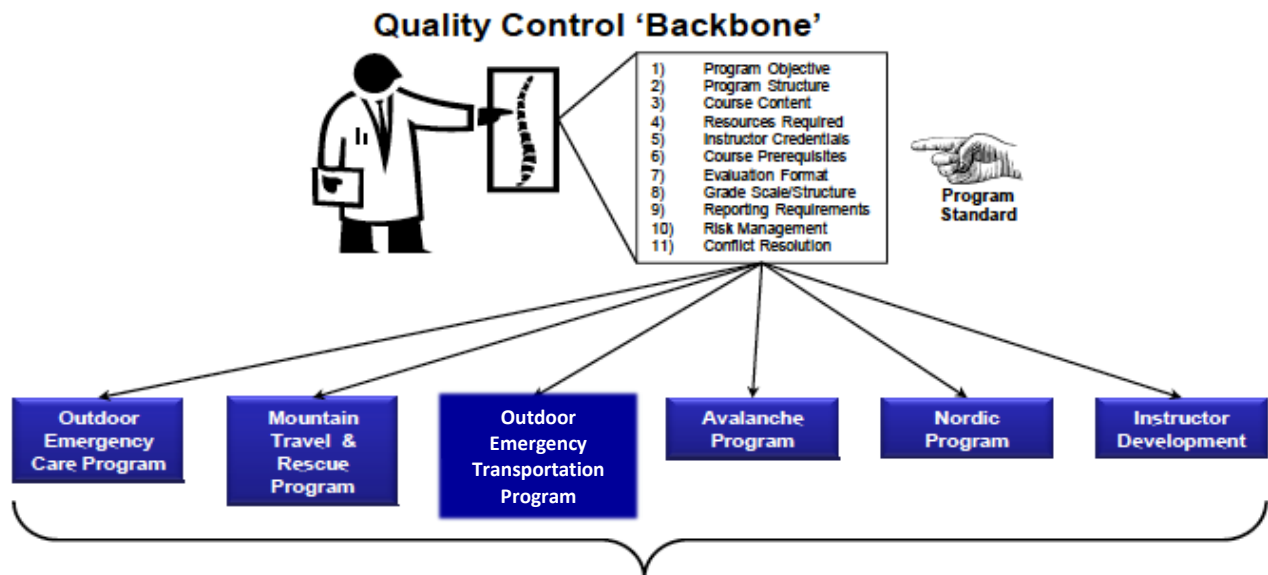 Quality Control ‘Backbone’
1) Program Objective
2) Program Structure
3) Course Content
4) Resources Required
5) Instructor Credentials
6) Course Prerequisites
7) Evaluation Format
8) Grade Scale/Structure
9) Reporting Requirements
10) Risk Management
11) Conflict Resolution
Program
Standard
Outdoor
Emergency
Care Program
Mountain
Travel &
Rescue
Program
Outdoor
Emergency
Transportation
Program
Avalanche
Program
Nordic
Program
Instructor
Development